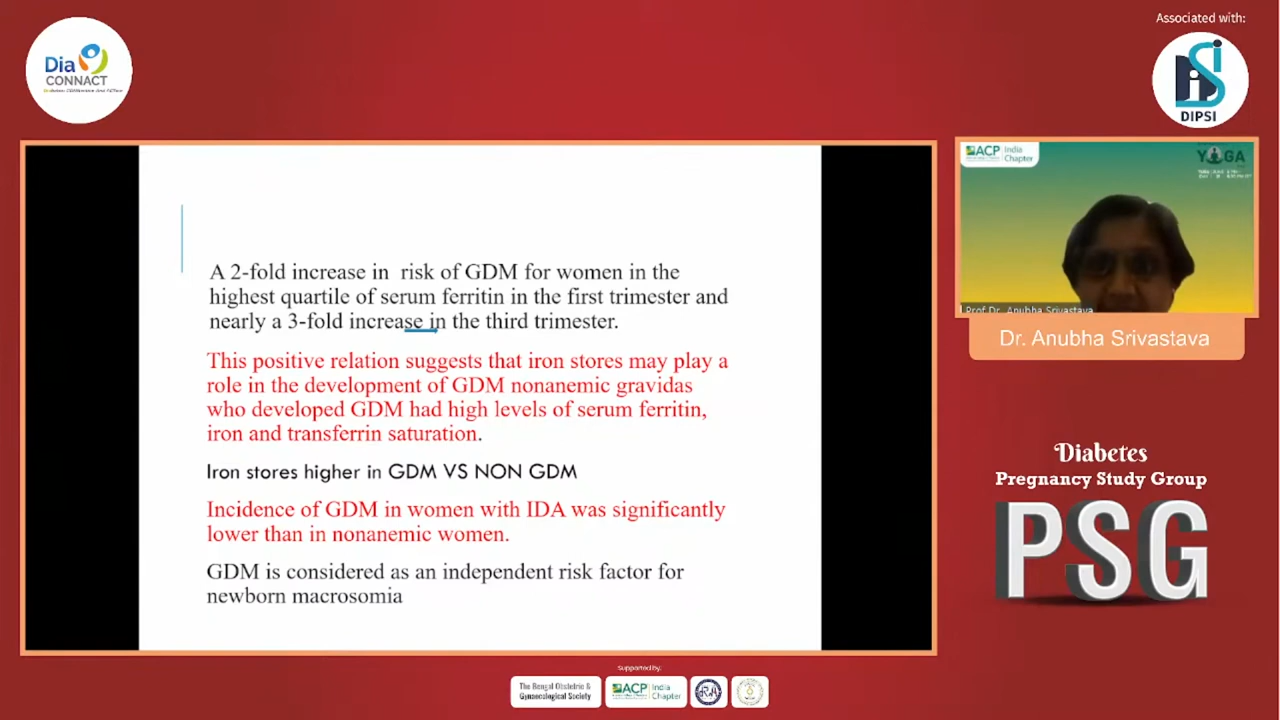 Associated with:
Dia
CONNACT
DIPSI
ACP India
Chapter
YOGA
A 2-fold increase in risk of GDM for women in the
highest quartile of serum ferritin in the first trimester and
nearly a 3-fold increase in the third trimester.
This positive relation suggests that iron stores may play a
role in the development of GDM nonanemic gravidas
who developed GDM had high levels of serum ferritin,
iron and transferrin saturation.
Iron stores higher in GDM VS NON GDM
Incidence of GDM in women with IDA was significantly
lower than in nonanemic women.
GDM is considered as an independent risk factor for
newborn macrosomia
Prof Dr. Anubha Srivastava
Dr. Anubha Srivastava
Diabetes
Pregnancy Study Group
PSG
Supported by:
The Bengal Obstetric &
Gynaecological Society
ACP India
Chapter